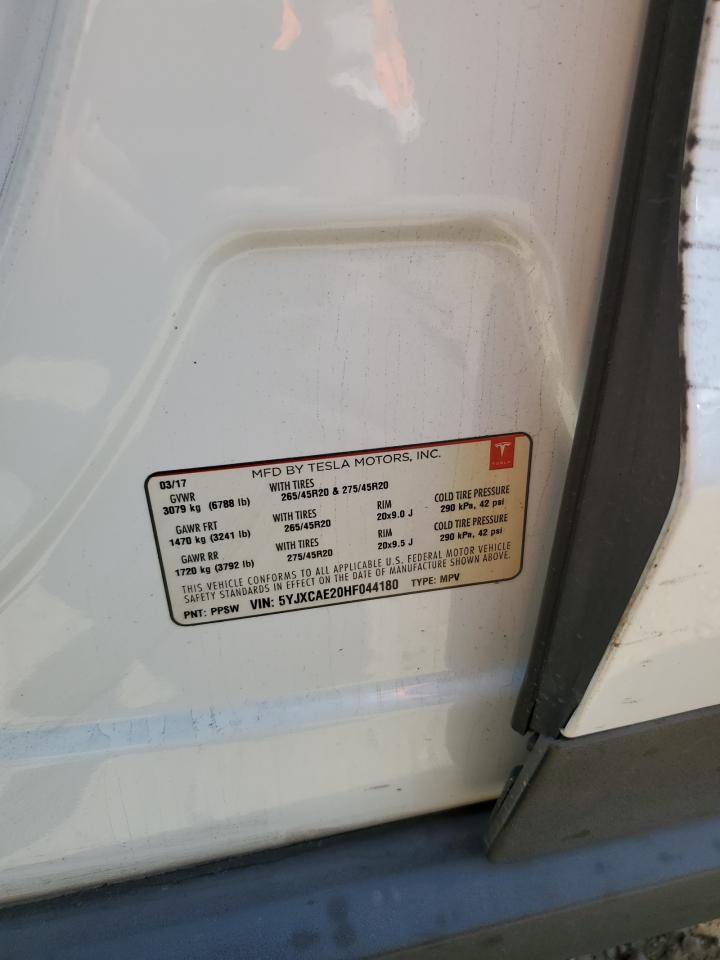 MFD BY TESLA MOTORS, INC.
TESLA
03/17
GVWR WITH TIRES
3079 kg (6788 lb) 265/45R20 & 275/45R20
GAWR FRT WITH TIRES RIM COLD TIRE PRESSURE
1470 kg (3241 lb) 265/45R20 20x9.0 J 290 kPa, 42 psi
GAWR RR WITH TIRES RIM COLD TIRE PRESSURE
1720 kg (3792 lb) 275/45R20 20x9.5 J 290 kPa, 42 psi
THIS VEHICLE CONFORMS TO ALL APPLICABLE U.S. FEDERAL MOTOR VEHICLE
SAFETY STANDARDS IN EFFECT ON THE DATE OF MANUFACTURE SHOWN ABOVE.
PNT: PPSW VIN: 5YJXCAE20HF044180 TYPE: MPV